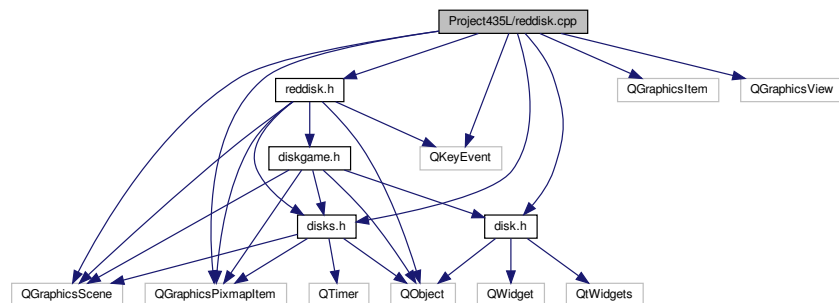 Project435L/reddisk.cpp
reddisk.h
QGraphicsItem
QGraphicsView
diskgame.h
QKeyEvent
disks.h
disk.h
QGraphicsScene
QGraphicsPixmapItem
QTimer
QObject
QWidget
QtWidgets